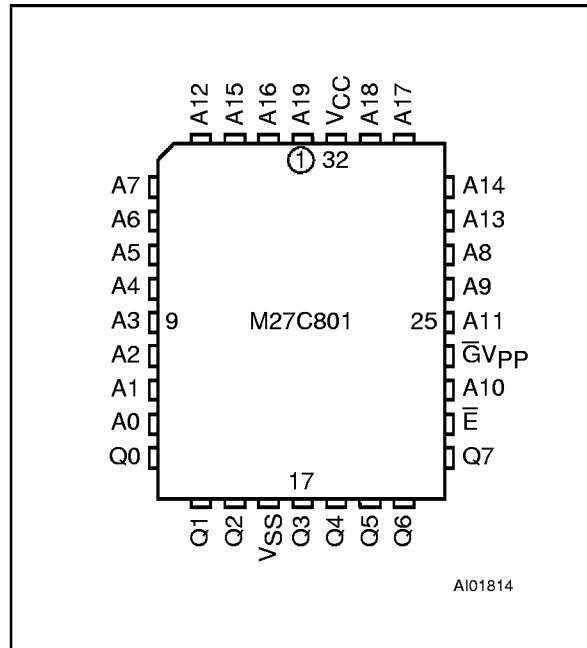 A12 A15 A16 A19 VCC A18 A17
1 32
A7 A14
A6 A13
A5 A8
A4 A9
A3 9 M27C801 25 A11
A2 G̅VPP
A1 A10
A0 E̅
Q0 Q7
17
Q1 Q2 VSS Q3 Q4 Q5 Q6
AI01814